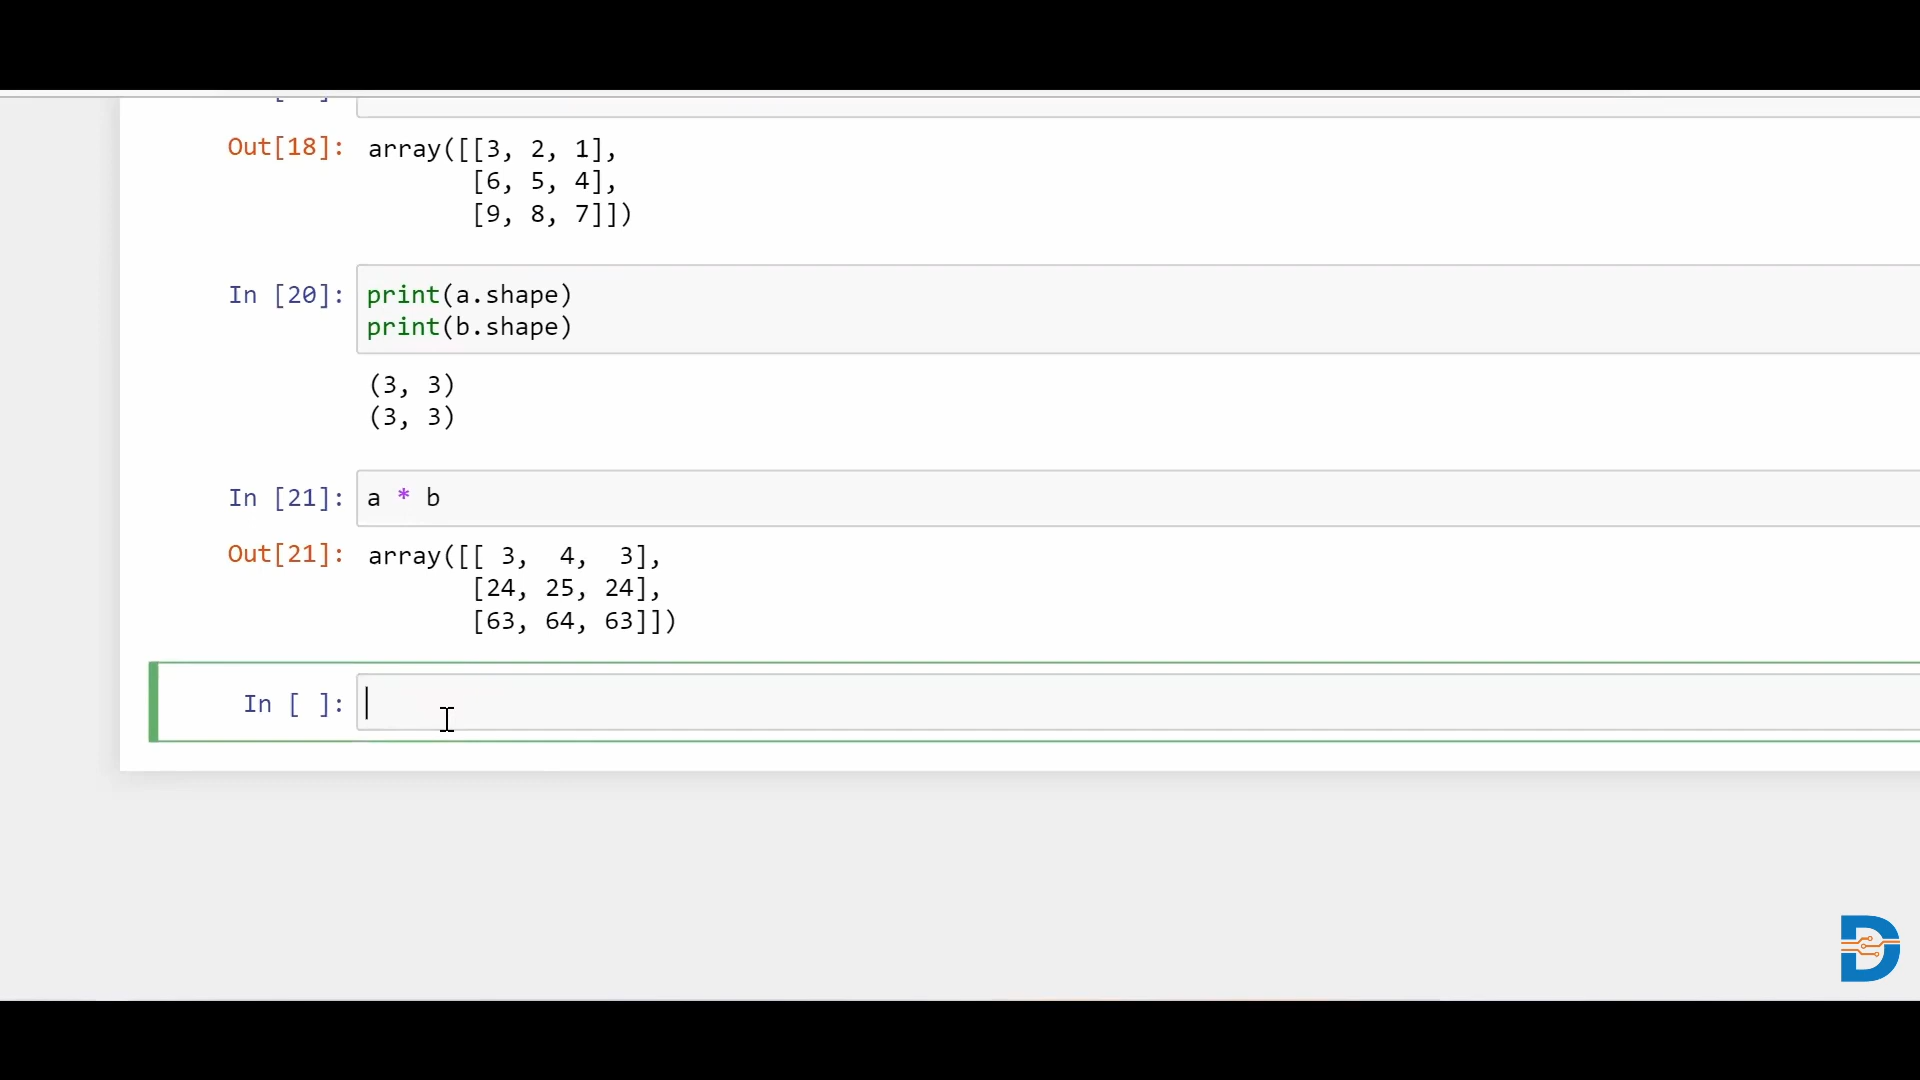 Out[18]: array([[3, 2, 1],
[6, 5, 4],
[9, 8, 7]])
In [20]: print(a.shape)
print(b.shape)
(3, 3)
(3, 3)
In [21]: a * b
Out[21]: array([[ 3,  4,  3],
[24, 25, 24],
[63, 64, 63]])
In [ ]: